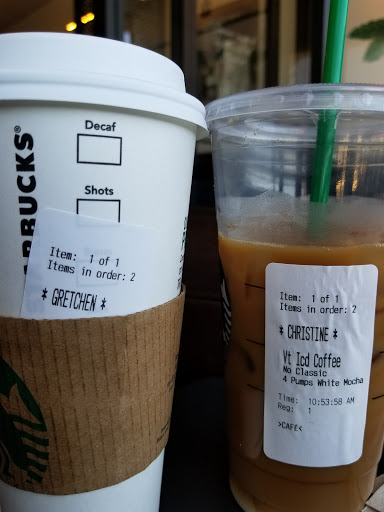 Decaf
Shots
RBUCKS®
Item: 1 of 1
Items in order: 2
* GRETCHEN *
Item: 1 of 1
Items in order: 2
* CHRISTINE *
Vt Icd Coffee
No Classic
4 Pumps White Mocha
Time: 10:53:58 AM
Reg: 1
>CAFÉ<